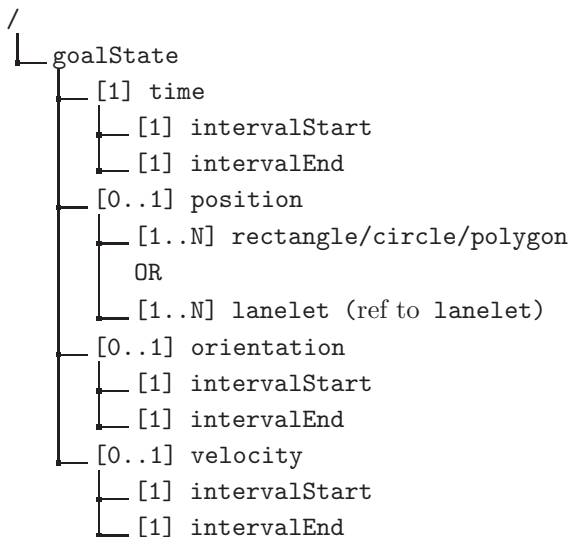 /
goalState
[1] time
[1] intervalStart
[1] intervalEnd
[0..1] position
[1..N] rectangle/circle/polygon
OR
[1..N] lanelet (ref to lanelet)
[0..1] orientation
[1] intervalStart
[1] intervalEnd
[0..1] velocity
[1] intervalStart
[1] intervalEnd